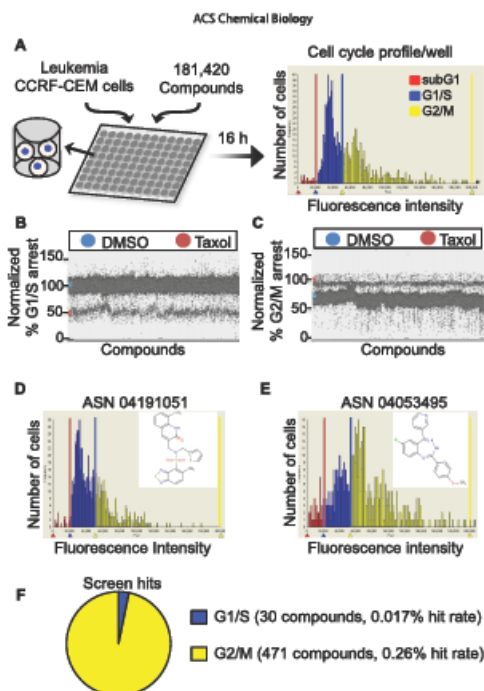 ACS Chemical Biology
A
Leukemia
CCRF-CEM cells
181,420
Compounds
16 h
Cell cycle profile/well
Number of cells
subG1
G1/S
G2/M
Fluorescence intensity
B
DMSO
Taxol
Normalized
% G1/S arrest
150
100
50
0
Compounds
C
DMSO
Taxol
Normalized
% G2/M arrest
150
100
50
0
Compounds
D
ASN 04191051
Number of cells
Fluorescence Intensity
E
ASN 04053495
Number of cells
Fluorescence intensity
F
Screen hits
G1/S (30 compounds, 0.017% hit rate)
G2/M (471 compounds, 0.26% hit rate)